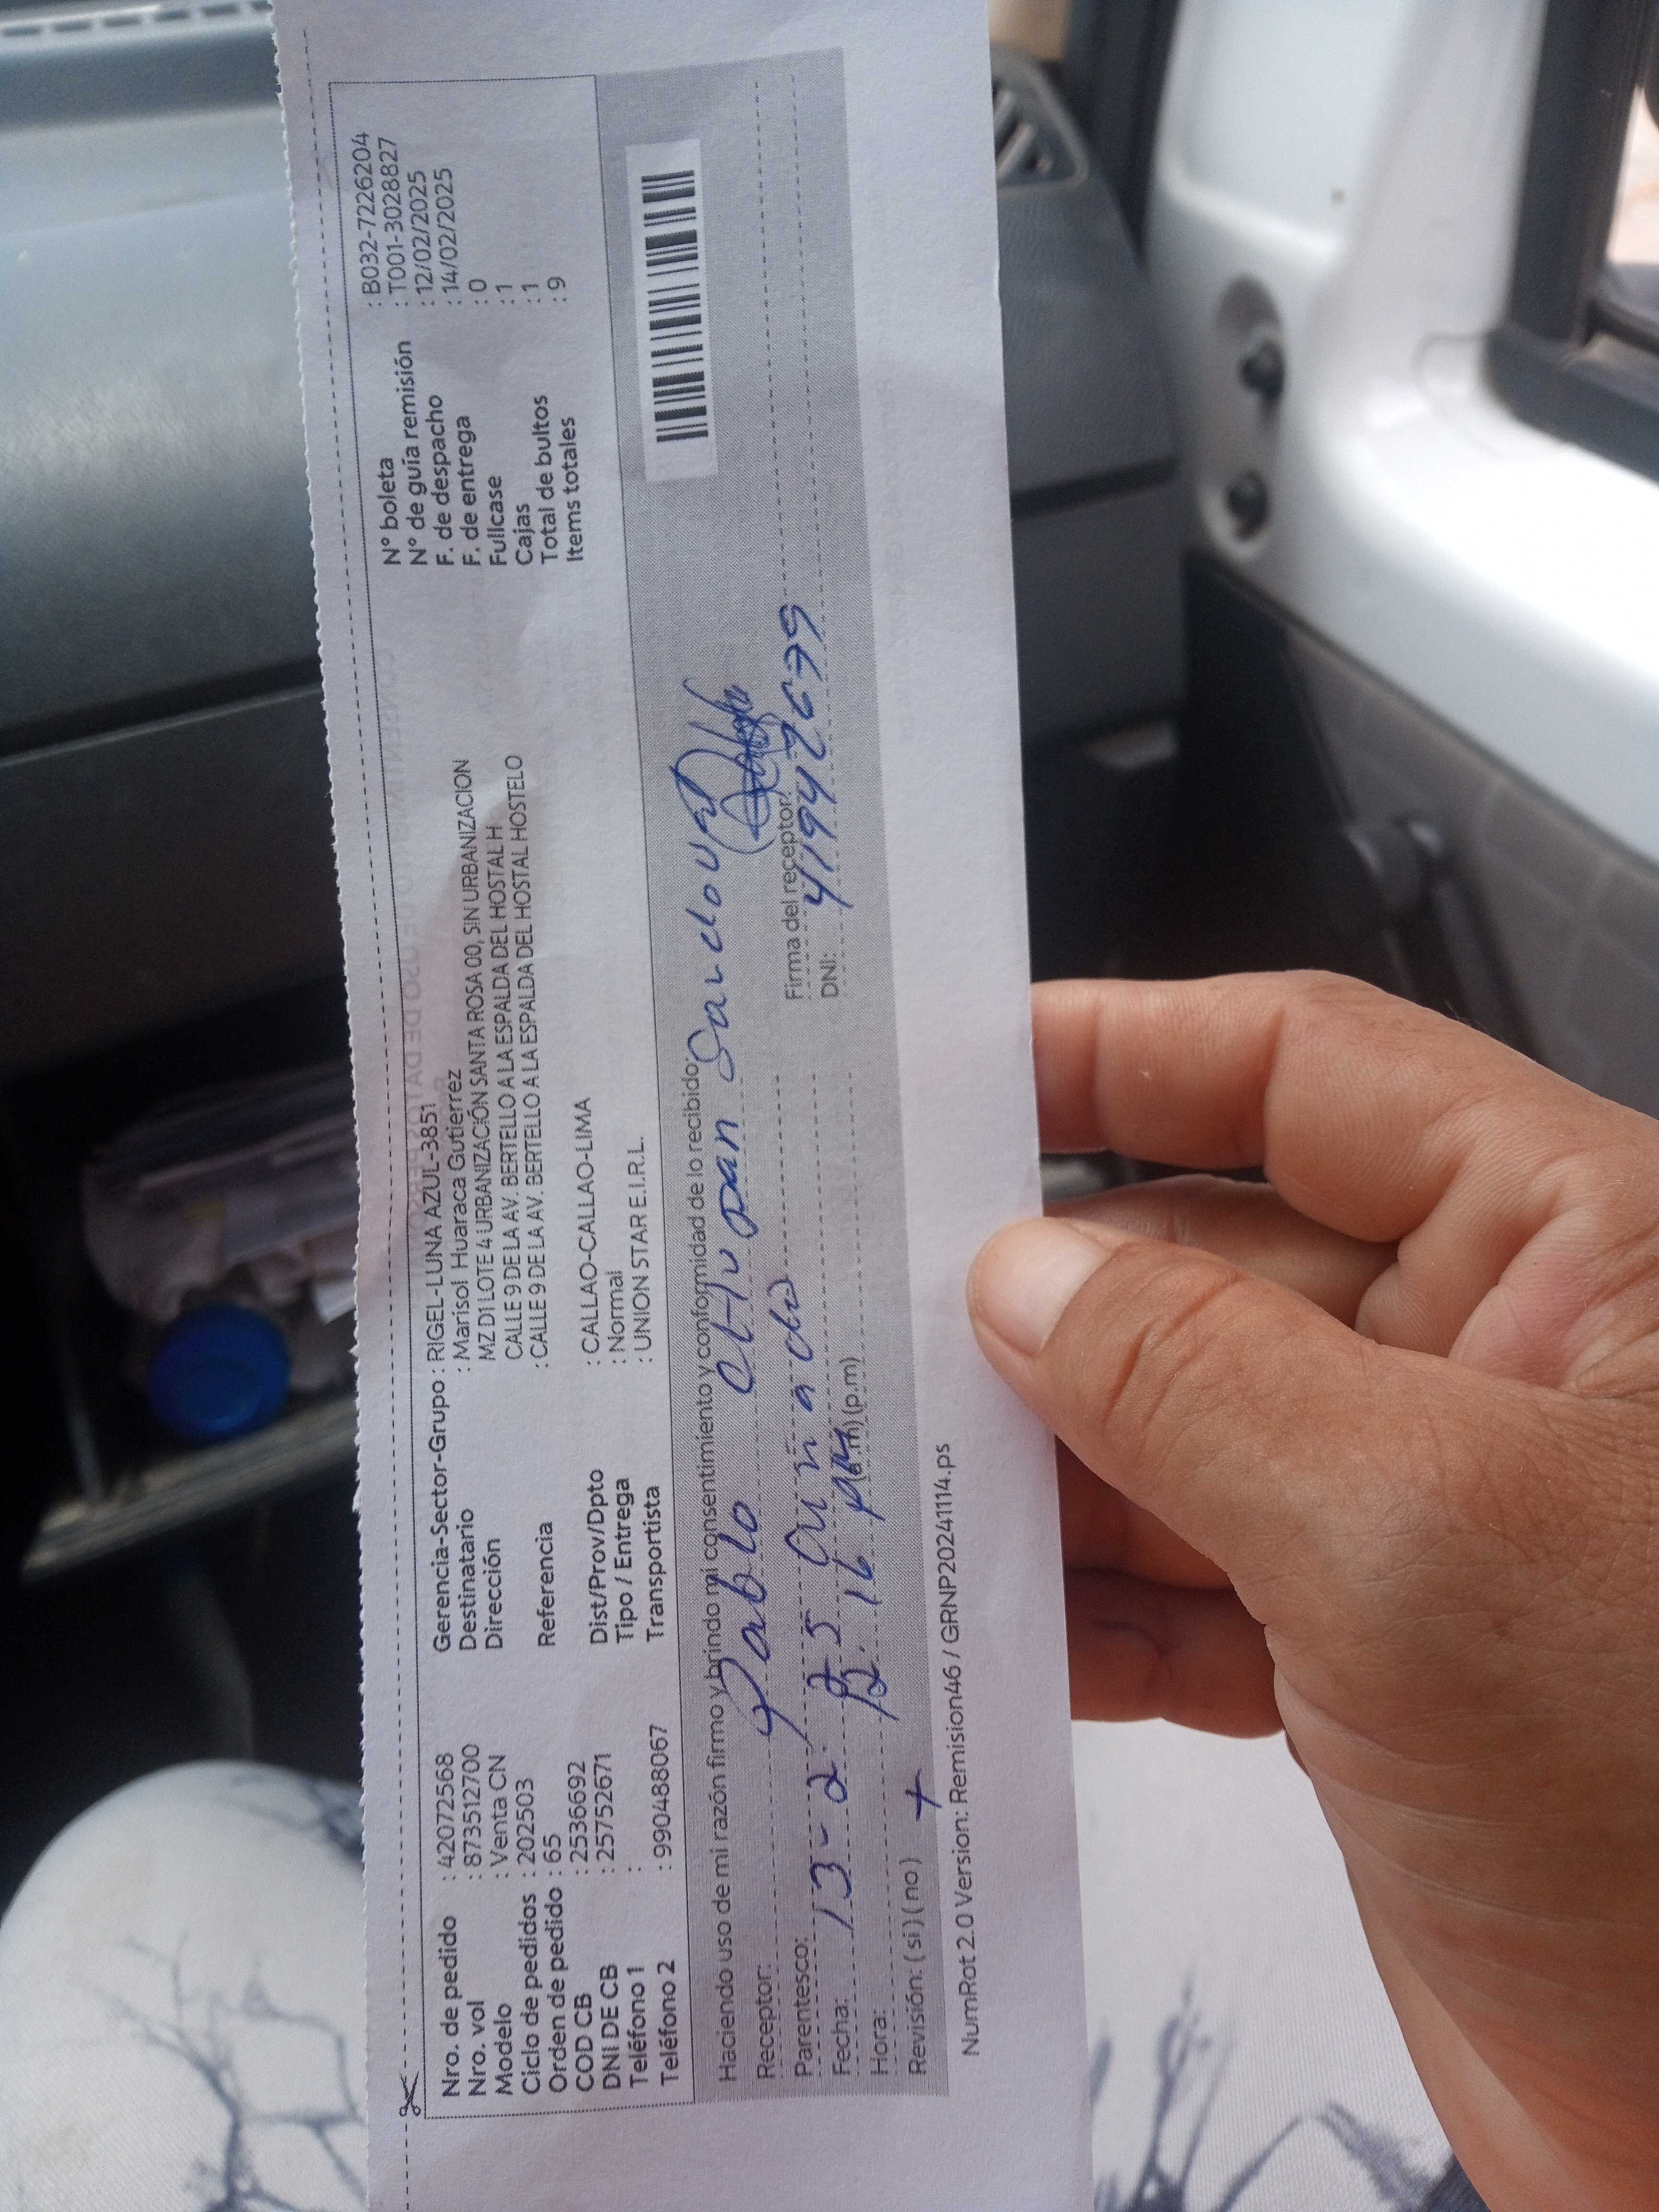 Nro. de pedido : 42072568
Nro. vol : 873512700
Modelo : Venta CN
Ciclo de pedidos : 202503
Orden de pedido : 65
COD CB : 2536692
DNI DE CB : 25752671
Teléfono 1 :
Teléfono 2 : 990488067
Gerencia-Sector-Grupo : RIGEL-LUNA AZUL-3851
Destinatario : Marisol Huaraca Gutierrez
Dirección MZ D1 LOTE 4 URBANIZACIÓN SANTA ROSA 00, SIN URBANIZACION
CALLE 9 DE LA AV. BERTELLO A LA ESPALDA DEL HOSTAL H
Referencia : CALLE 9 DE LA AV. BERTELLO A LA ESPALDA DEL HOSTAL HOSTELO
Dist/Prov/Dpto : CALLAO-CALLAO-LIMA
Tipo / Entrega : Normal
Transportista : UNION STAR E.I.R.L.
N° boleta : B032-7226204
N° de guía remisión : T001-3028827
F. de despacho : 12/02/2025
F. de entrega : 14/02/2025
Fullcase : 0
Cajas : 1
Total de bultos : 1
Items totales : 9
Haciendo uso de mi razón firmo y brindo mi consentimiento y conformidad de lo recibido:
Receptor: Pablo
Parentesco: Cuñado
Fecha: 13-2-25
Hora: 12.16 pm (a.m) (p.m)
Revisión: ( si ) ( no ) +
Firma del receptor:
DNI:
NumRot 2.0 Version: Remision46 / GRNP20241114.ps